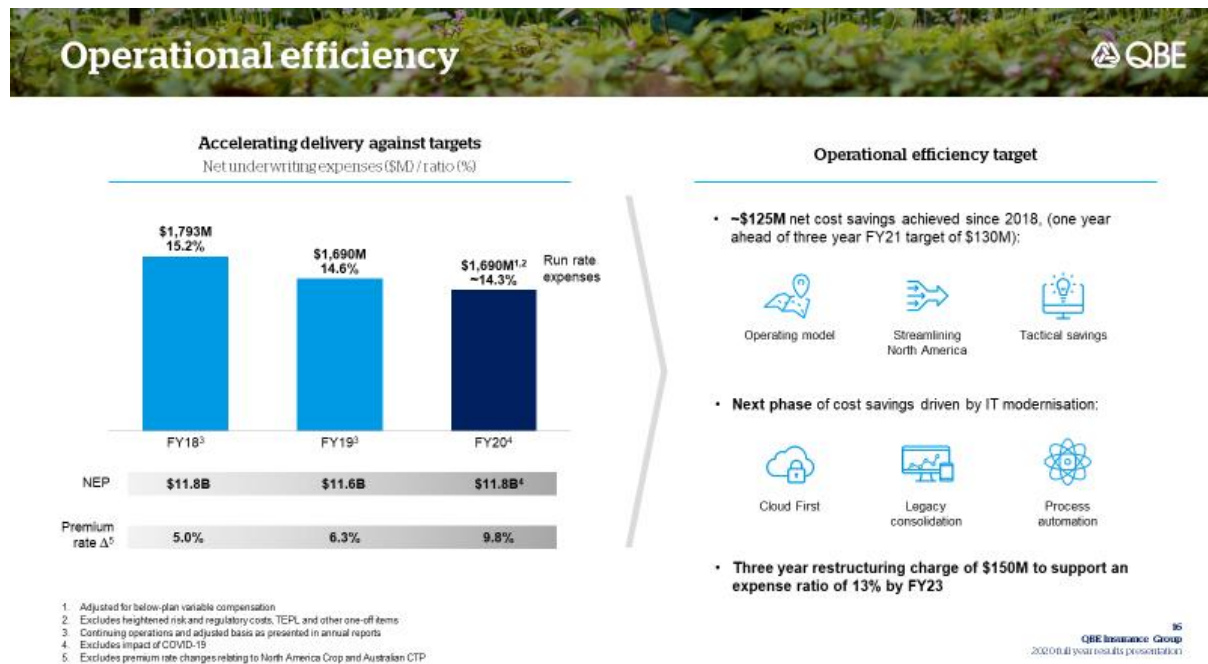 Operational efficiency
QBE
Accelerating delivery against targets
Net underwriting expenses ($M) / ratio (%)
$1,793M
15.2%
$1,690M
14.6%
$1,690M¹,²
~14.3%
Run rate
expenses
FY18³
FY19³
FY20⁴
NEP
$11.8B
$11.6B
$11.8B⁴
Premium
rate Δ⁵
5.0%
6.3%
9.8%
1. Adjusted for below-plan variable compensation
2. Excludes heightened risk and regulatory costs, TEPL and other one-off items
3. Continuing operations and adjusted basis as presented in annual reports
4. Excludes impact of COVID-19
5. Excludes premium rate changes relating to North America Crop and Australian CTP
Operational efficiency target
• ~$125M net cost savings achieved since 2018, (one year
ahead of three year FY21 target of $130M):
Operating model
Streamlining
North America
Tactical savings
• Next phase of cost savings driven by IT modernisation:
Cloud First
Legacy
consolidation
Process
automation
• Three year restructuring charge of $150M to support an
expense ratio of 13% by FY23
16
QBE Insurance Group
2020 full year results presentation